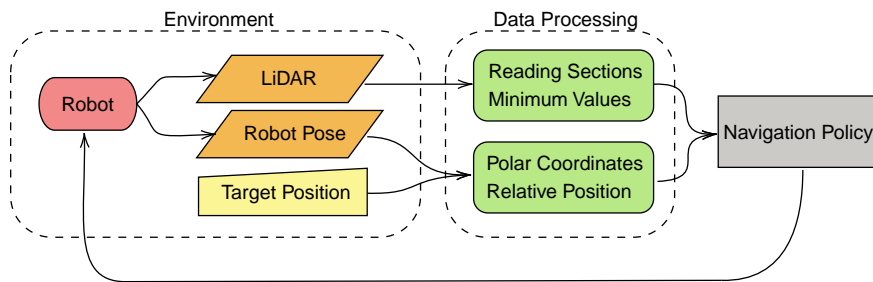 Environment
Data Processing
LiDAR
Reading Sections
Minimum Values
Robot
Robot Pose
Navigation Policy
Target Position
Polar Coordinates
Relative Position